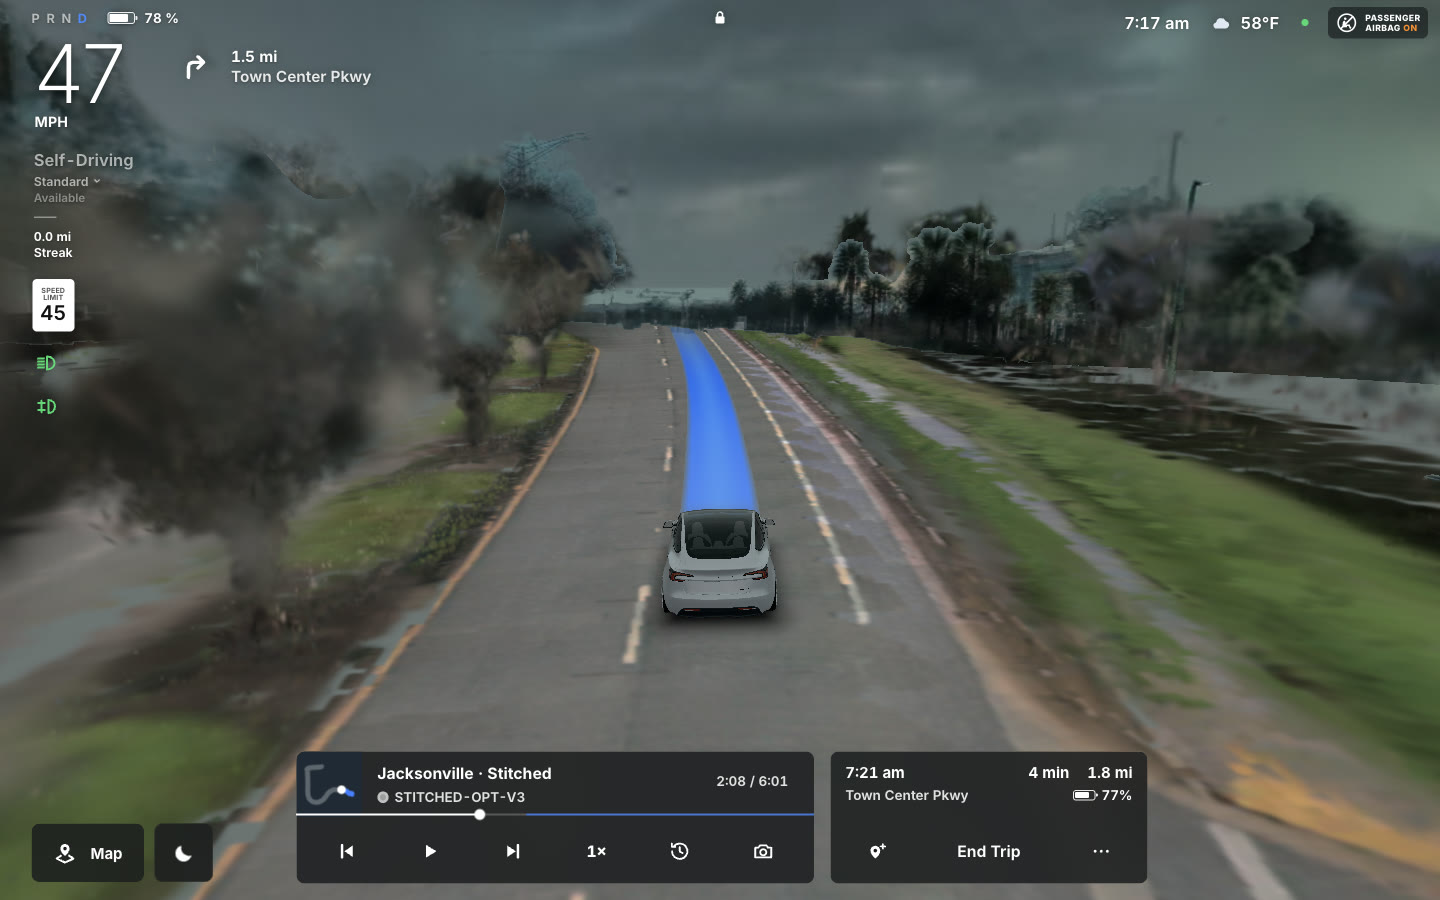 P R N D
78 %
7:17 am
58°F
PASSENGER
AIRBAG ON
47
MPH
1.5 mi
Town Center Pkwy
Self-Driving
Standard
Available
0.0 mi
Streak
SPEED
LIMIT
45
Jacksonville · Stitched
STITCHED-OPT-V3
2:08 / 6:01
1×
7:21 am
4 min
1.8 mi
Town Center Pkwy
77%
End Trip
Map